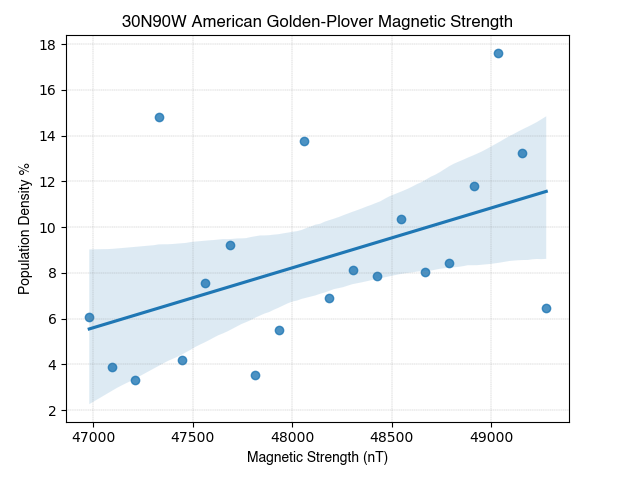 30N90W American Golden-Plover Magnetic Strength
18
16
14
12
10
8
6
4
2
Population Density %
47000 47500 48000 48500 49000
Magnetic Strength (nT)